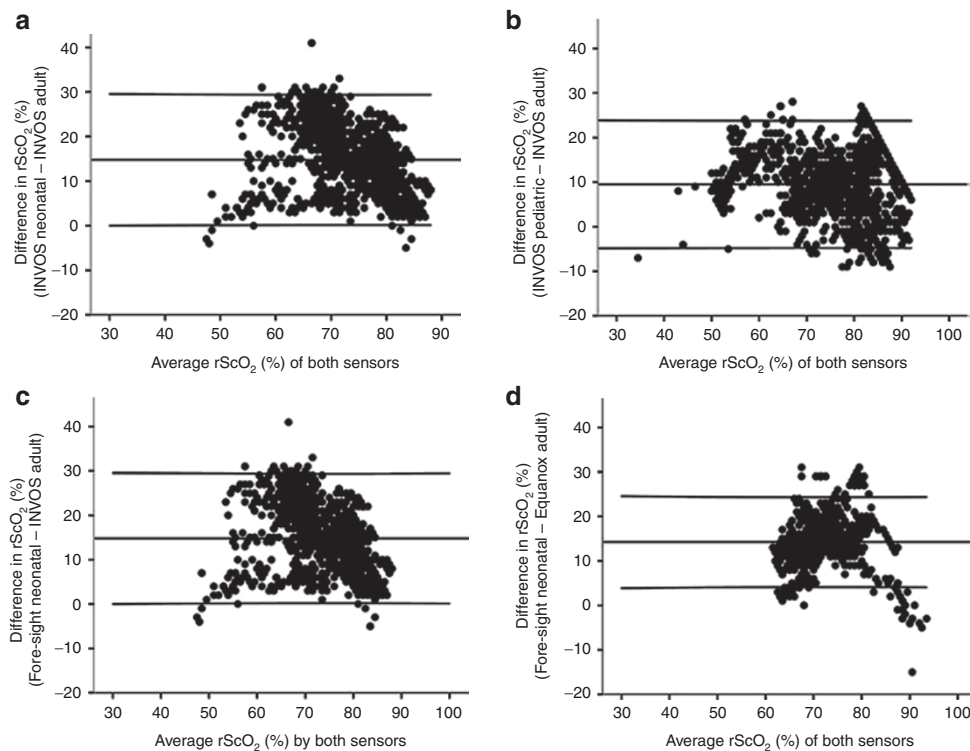 a
40
30
20
10
0
–10
–20
30 40 50 60 70 80 90
Difference in rScO2 (%)
(INVOS neonatal – INVOS adult)
Average rScO2 (%) of both sensors
b
40
30
20
10
0
–10
–20
30 40 50 60 70 80 90 100
Difference in rScO2 (%)
(INVOS pediatric – INVOS adult)
Average rScO2 (%) of both sensors
c
40
30
20
10
0
–10
–20
30 40 50 60 70 80 90 100
Difference in rScO2 (%)
(Fore-sight neonatal – INVOS adult)
Average rScO2 (%) by both sensors
d
40
30
20
10
0
–10
–20
30 40 50 60 70 80 90 100
Difference in rScO2 (%)
(Fore-sight neonatal – Equanox adult)
Average rScO2 (%) of both sensors